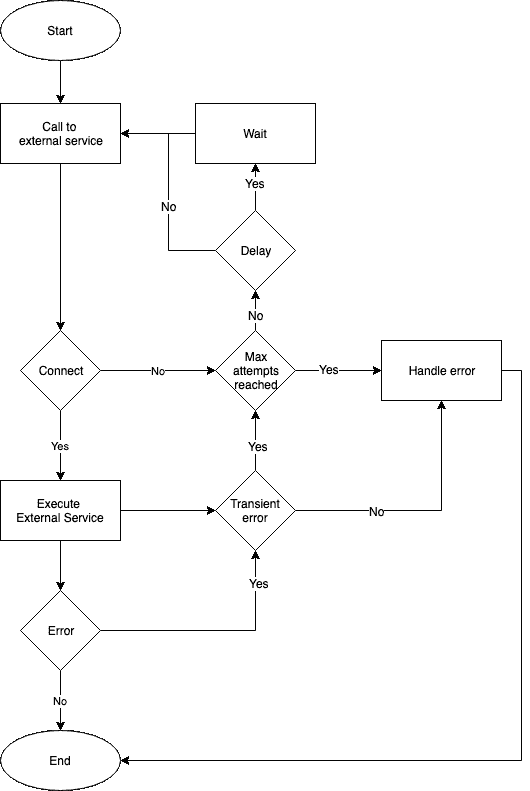 Start
Call to
external service
Wait
Yes
No
Delay
No
Connect
No
Max
attempts
reached
Yes
Handle error
Yes
Yes
Execute
External Service
Transient
error
No
Yes
Error
No
End